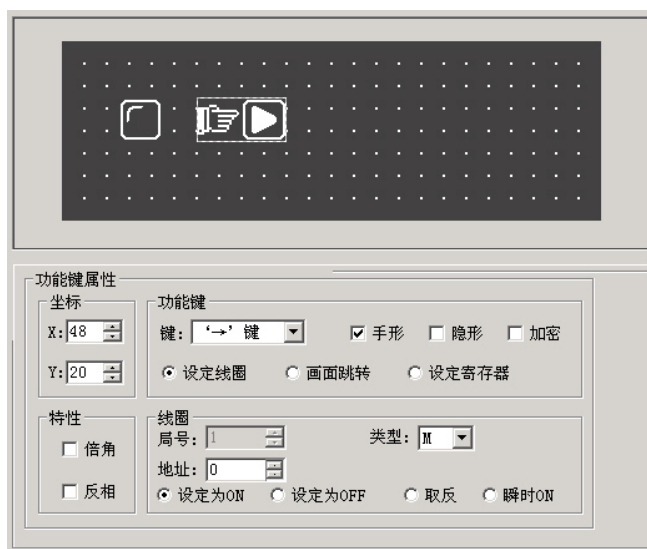 功能键属性
坐标
X: 48
Y: 20
功能键
键: ‘→’键 手形 隐形 加密
设定线圈 画面跳转 设定寄存器
特性
倍角
反相
线圈
局号: 1 类型: M
地址: 0
设定为ON 设定为OFF 取反 瞬时ON